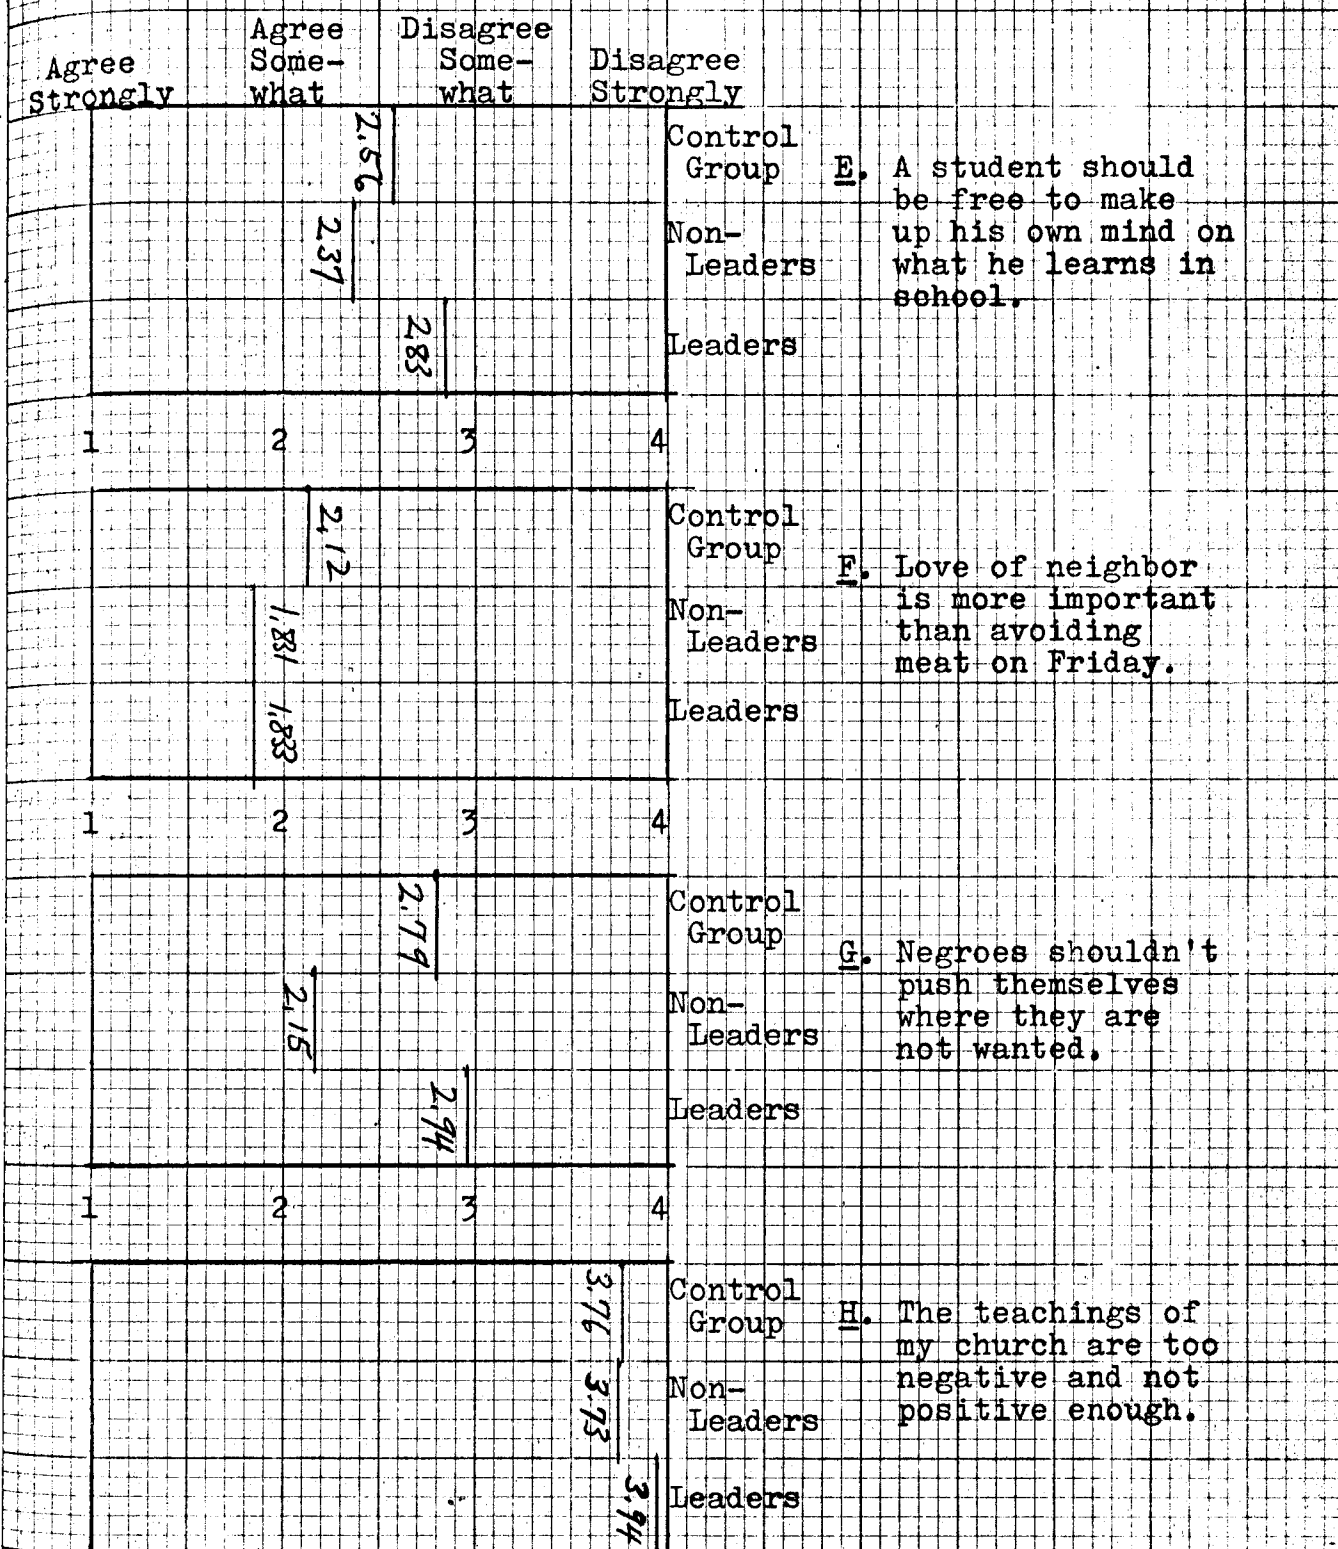 Agree Strongly
Agree Some- what
Disagree Some- what
Disagree Strongly
2.56
Control
Group
2.37
Non-
Leaders
2.83
Leaders
E. A student should
be free to make
up his own mind on
what he learns in
school.
1 2 3 4
2.12
Control
Group
1.881
Non-
Leaders
1.833
Leaders
F. Love of neighbor
is more important
than avoiding
meat on Friday.
1 2 3 4
2.79
Control
Group
2.15
Non-
Leaders
2.94
Leaders
G. Negroes shouldn't
push themselves
where they are
not wanted.
1 2 3 4
3.76
Control
Group
3.73
Non-
Leaders
3.94
Leaders
H. The teachings of
my church are too
negative and not
positive enough.